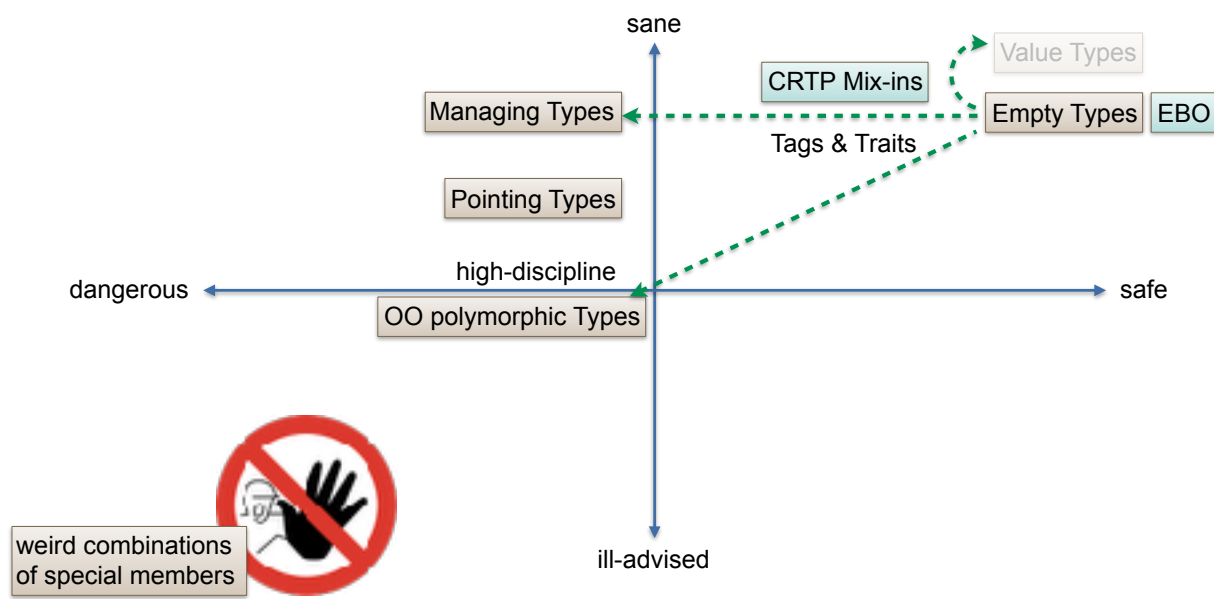 sane
Value Types
CRTP Mix-ins
Managing Types
Empty Types
EBO
Tags & Traits
Pointing Types
high-discipline
dangerous
safe
OO polymorphic Types
weird combinations
of special members
ill-advised